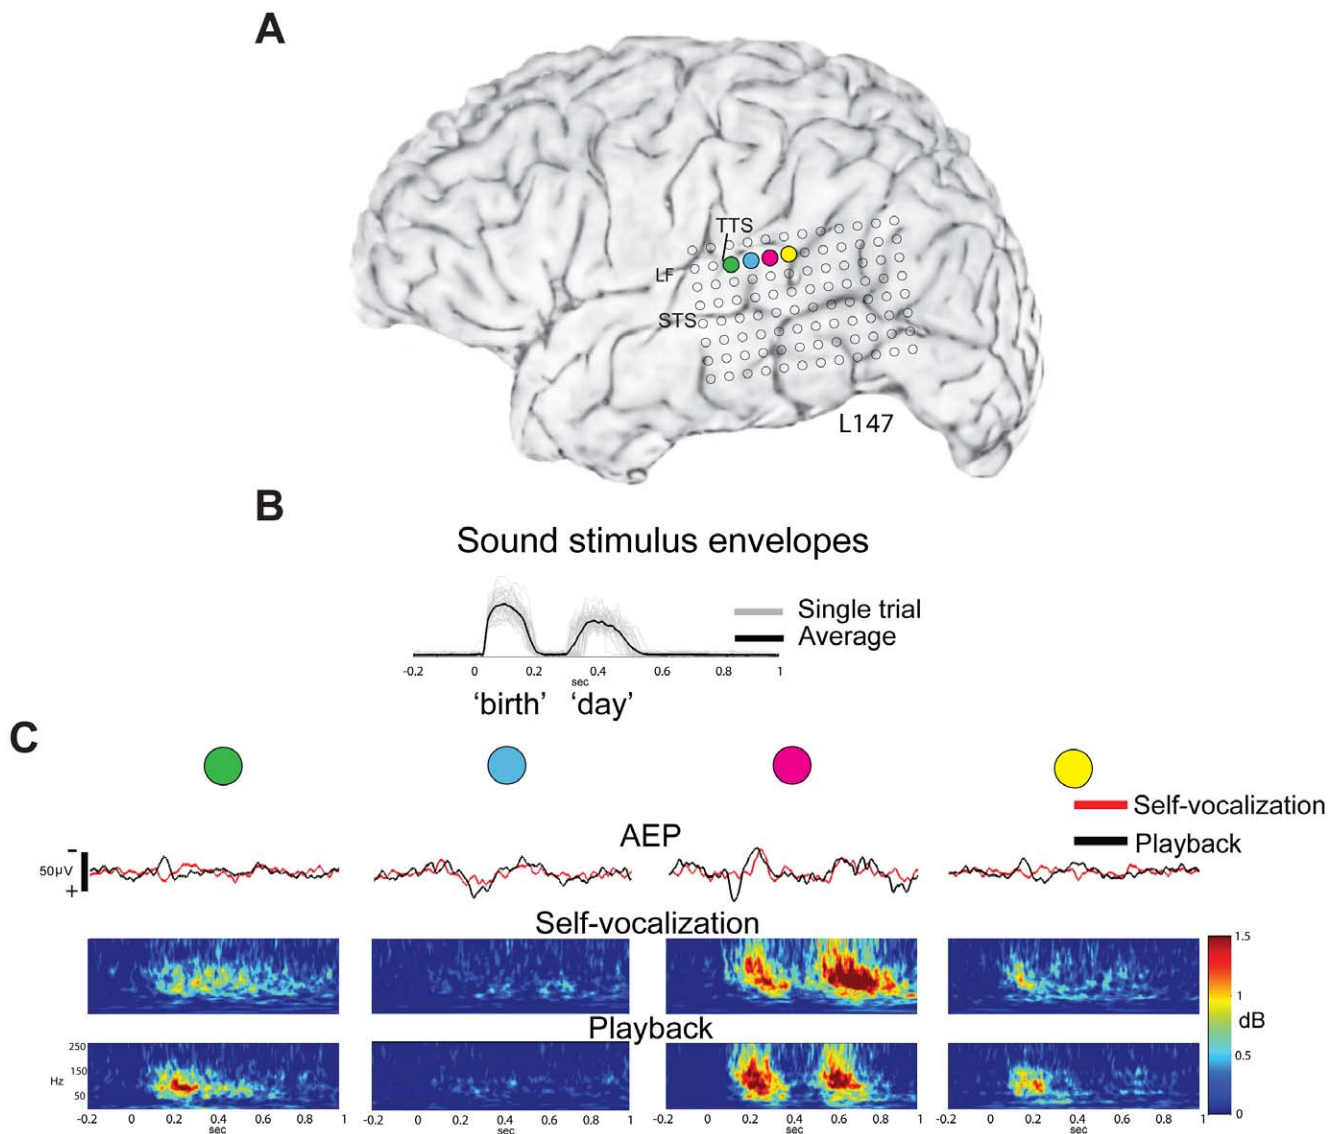 A
TTS
LF
STS
L147
B
Sound stimulus envelopes
Single trial
Average
-0.2 0 0.2 0.4 0.6 0.8 1
sec
‘birth’ ‘day’
C
Self-vocalization
AEP
Playback
-
50µV
+
Self-vocalization
1.5
1
dB
0.5
0
Playback
250
150
Hz
50
-0.2 0 0.2 0.4 0.6 0.8 1
sec
-0.2 0 0.2 0.4 0.6 0.8 1
sec
-0.2 0 0.2 0.4 0.6 0.8 1
sec
-0.2 0 0.2 0.4 0.6 0.8 1
sec